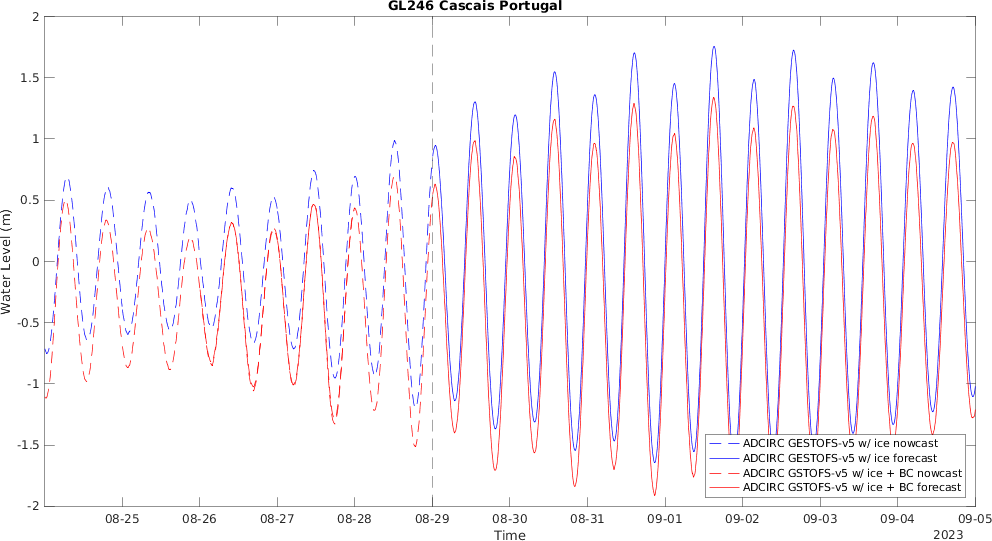 GL246 Cascais Portugal
2
1.5
1
0.5
0
-0.5
-1
-1.5
-2
Water Level (m)
ADCIRC GESTOFS-v5 w/ ice nowcast
ADCIRC GESTOFS-v5 w/ ice forecast
ADCIRC GSTOFS-v5 w/ ice + BC nowcast
ADCIRC GSTOFS-v5 w/ ice + BC forecast
08-25 08-26 08-27 08-28 08-29 08-30 08-31 09-01 09-02 09-03 09-04 09-05
Time
2023